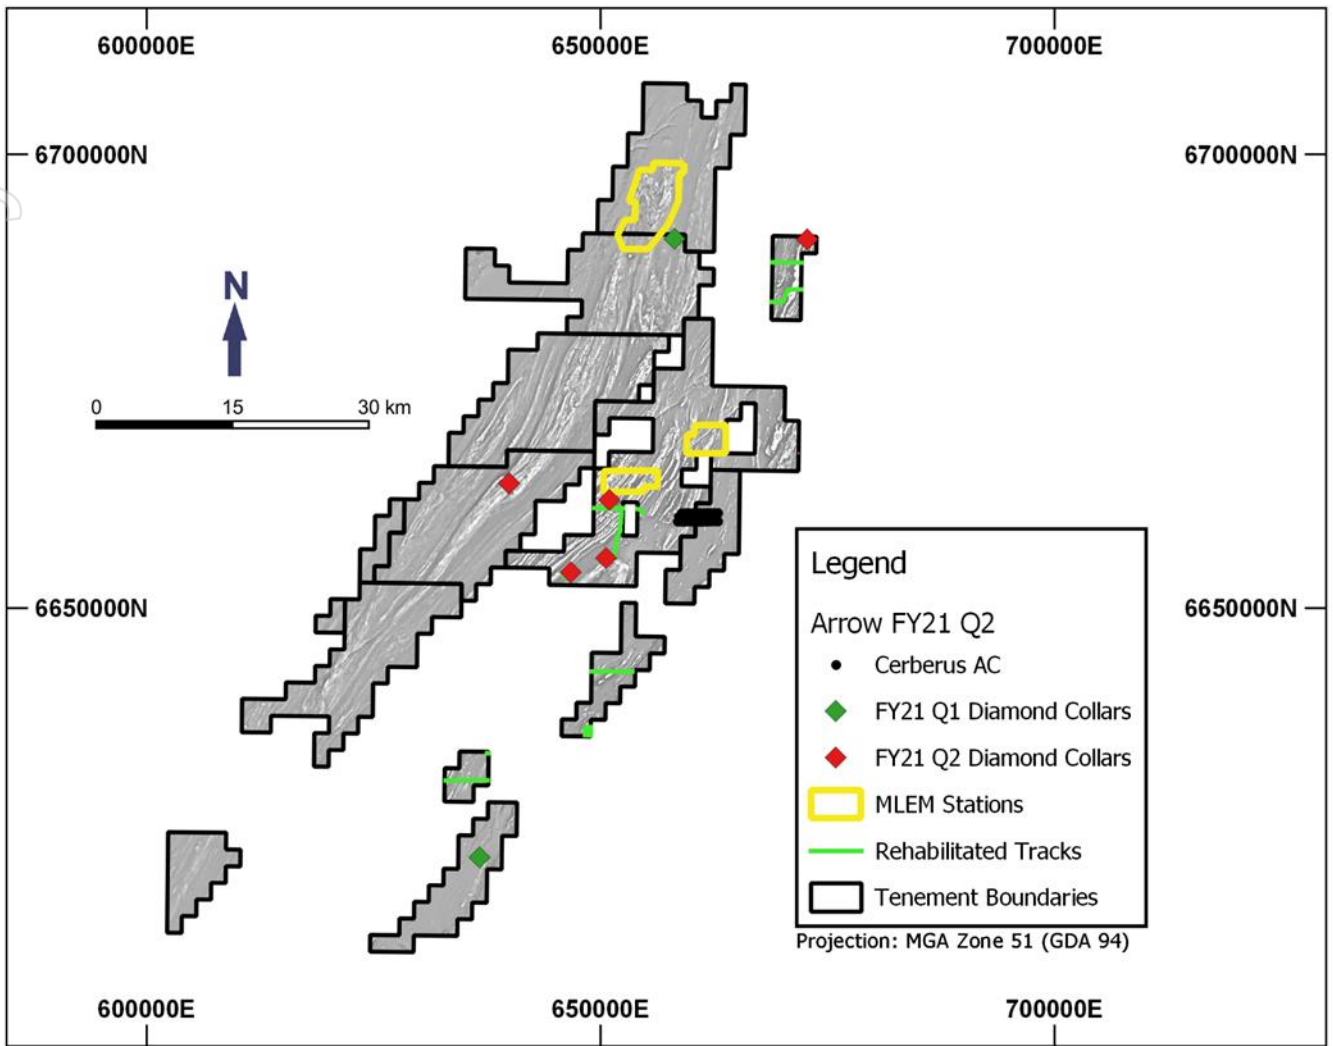 600000E 650000E 700000E
6700000N 6700000N
N
0 15 30 km
Legend
Arrow FY21 Q2
Cerberus AC
FY21 Q1 Diamond Collars
FY21 Q2 Diamond Collars
MLEM Stations
Rehabilitated Tracks
Tenement Boundaries
6650000N 6650000N
Projection: MGA Zone 51 (GDA 94)
600000E 650000E 700000E